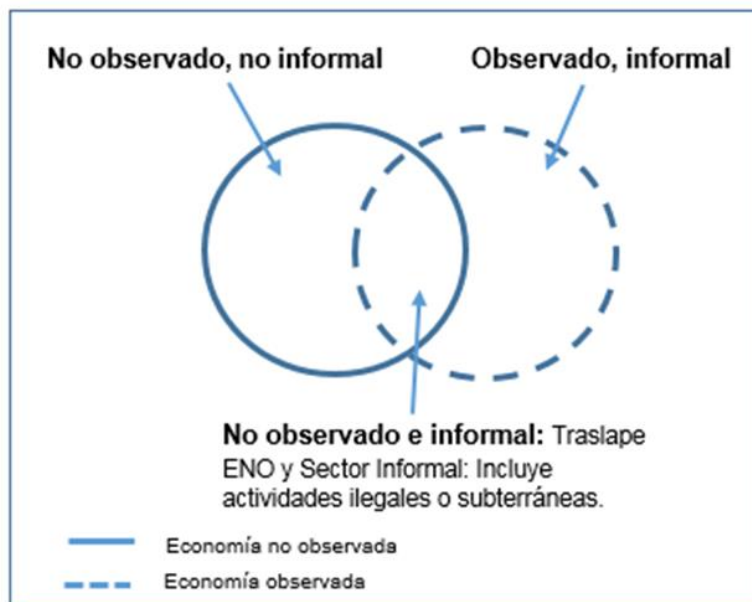 No observado, no informal
Observado, informal
No observado e informal: Traslape
ENO y Sector Informal: Incluye
actividades ilegales o subterráneas.
Economía no observada
Economía observada